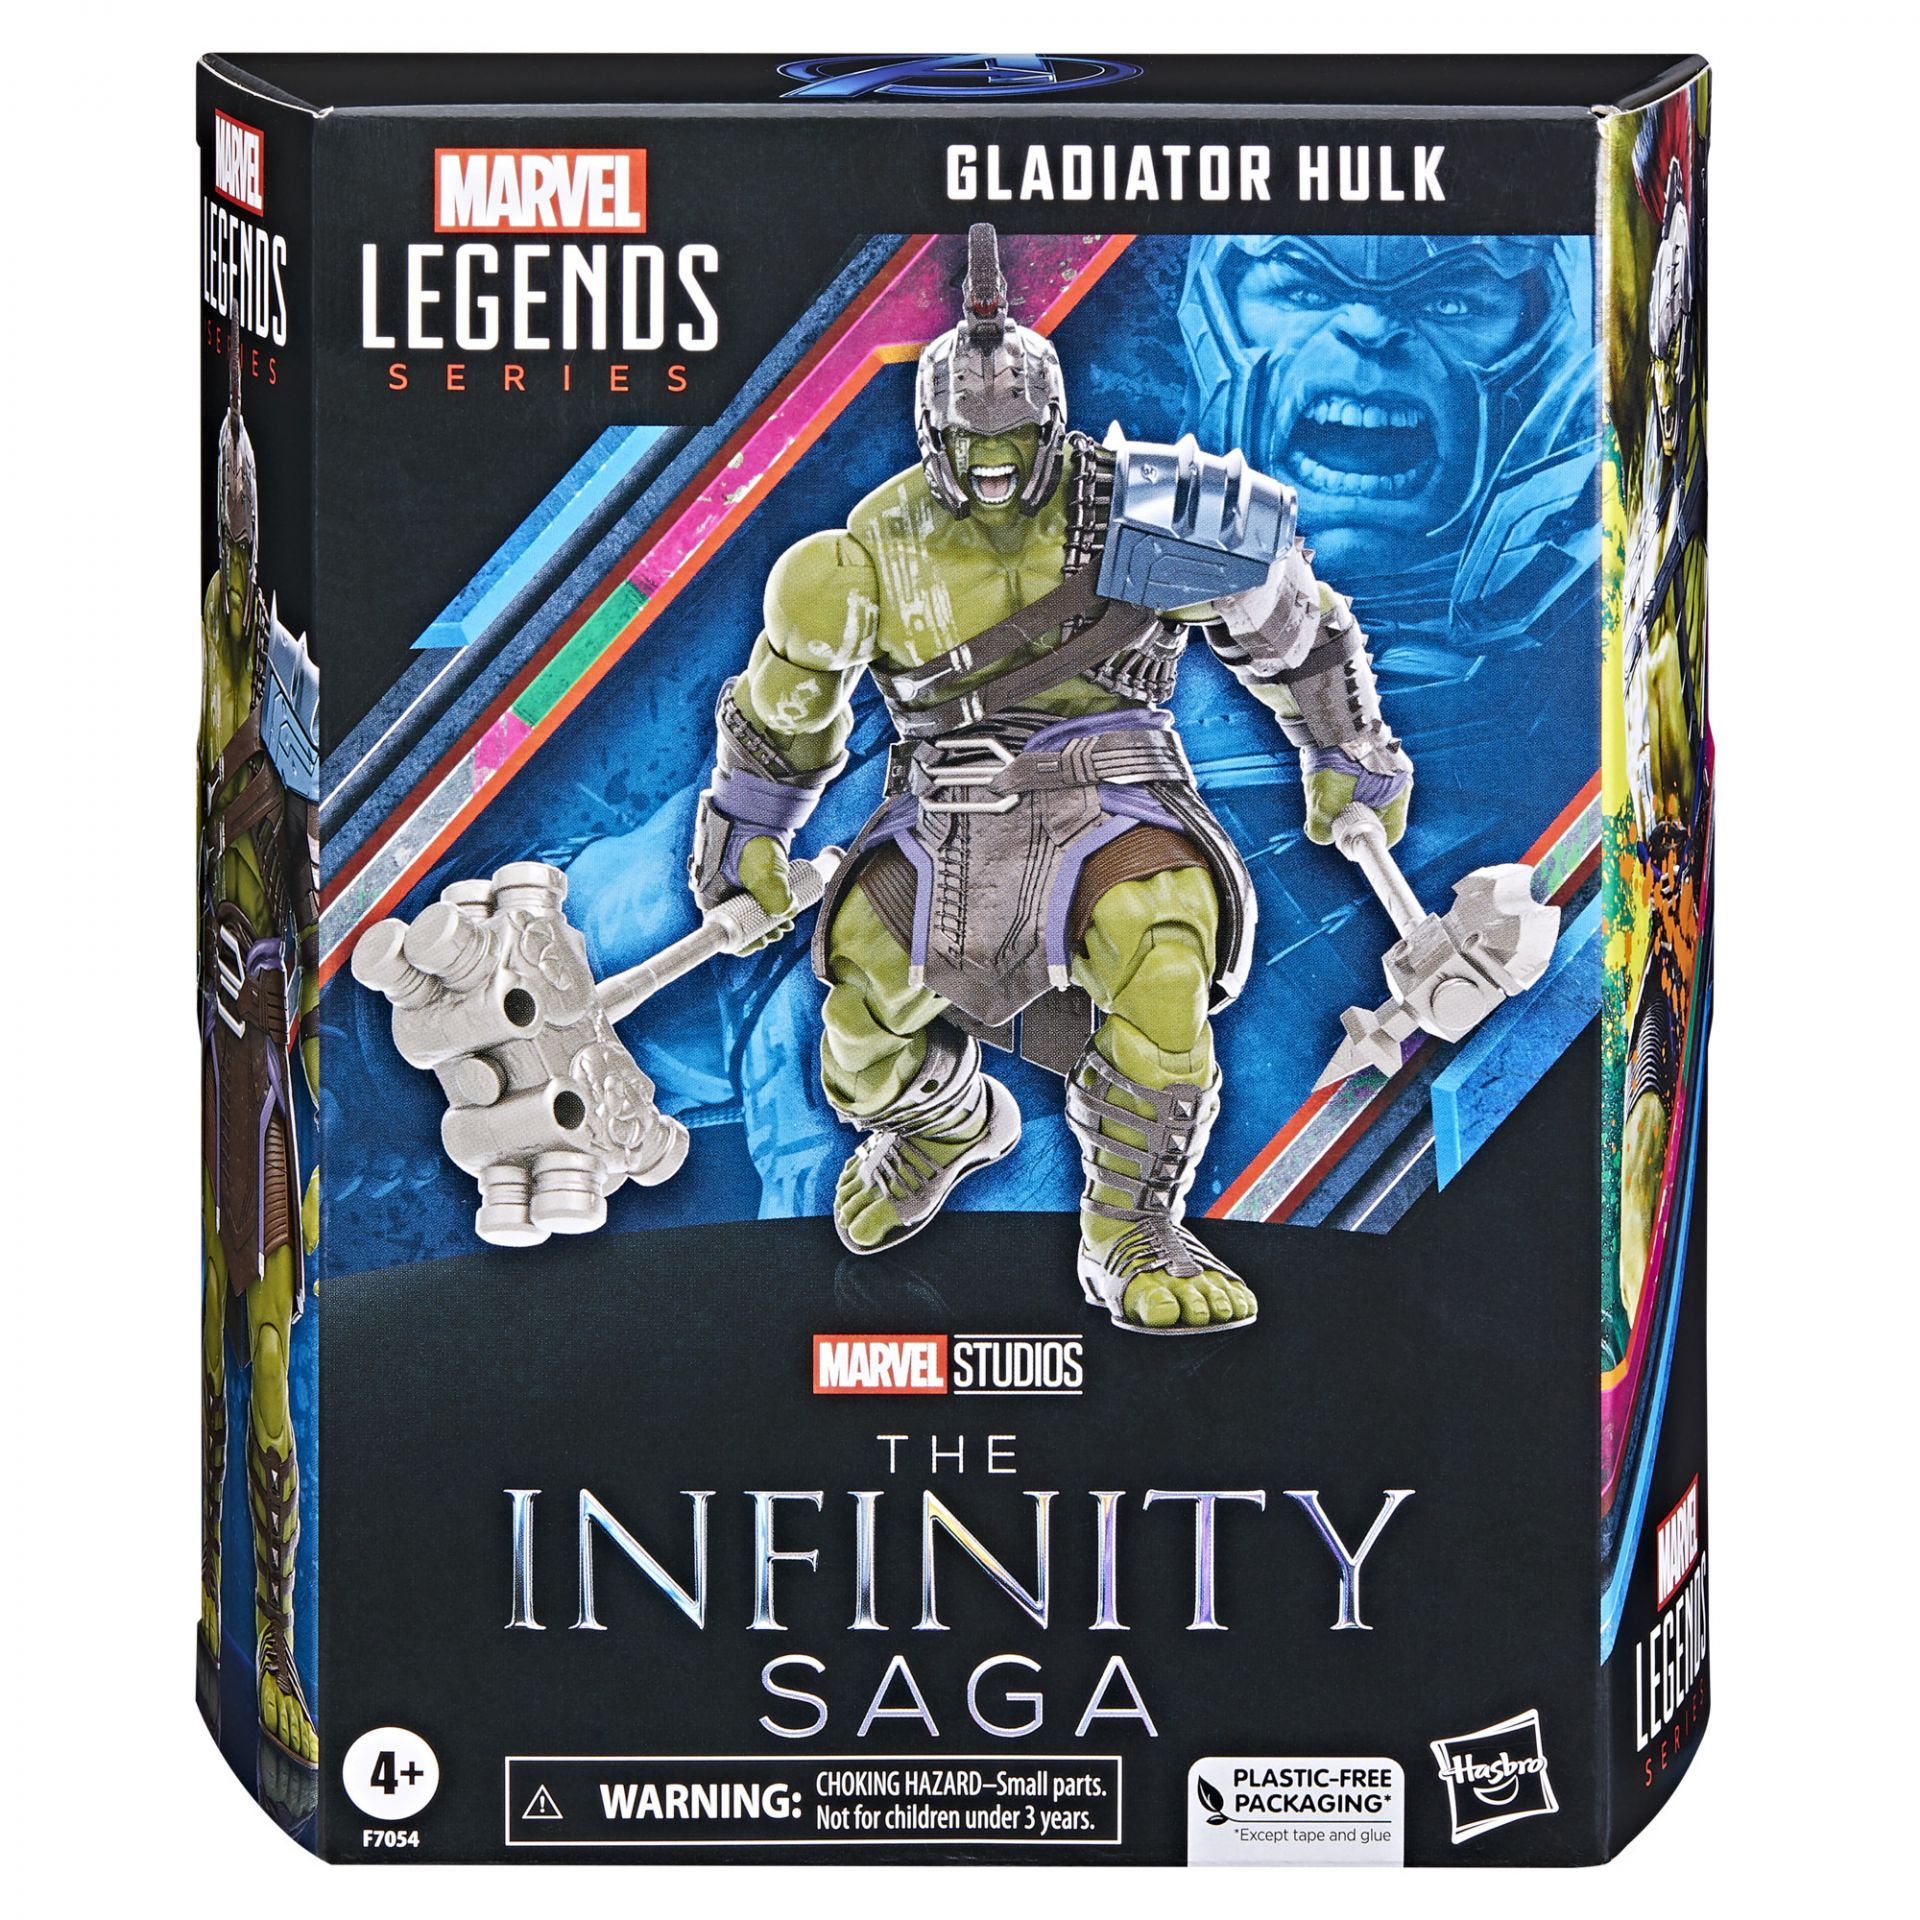 MARVEL
LEGENDS
SERIES
MARVEL
LEGENDS
SERIES
GLADIATOR HULK
MARVEL STUDIOS
THE
INFINITY
SAGA
4+
F7054
WARNING: CHOKING HAZARD–Small parts.
Not for children under 3 years.
PLASTIC-FREE
PACKAGING*
*Except tape and glue
Hasbro
MARVEL
LEGENDS
SERIES